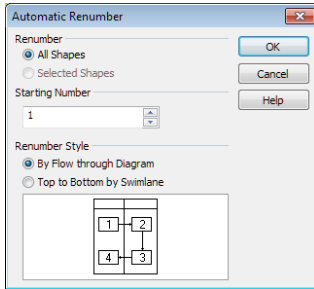 Automatic Renumber
Renumber
All Shapes
Selected Shapes
OK
Cancel
Help
Starting Number
1
Renumber Style
By Flow through Diagram
Top to Bottom by Swimlane
1 2
4 3